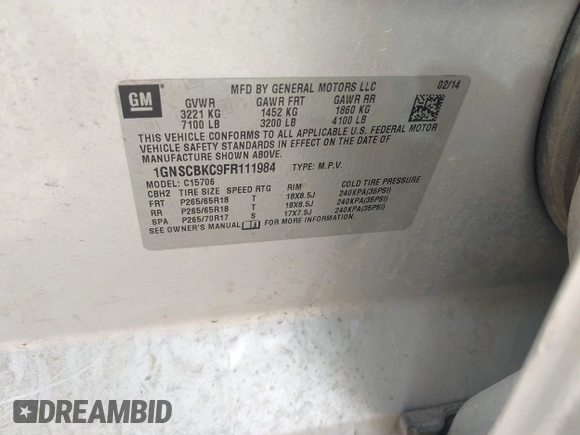 GM
MFD BY GENERAL MOTORS LLC
02/14
GVWR GAWR FRT GAWR RR
3221 KG 1452 KG 1860 KG
7100 LB 3200 LB 4100 LB
THIS VEHICLE CONFORMS TO ALL APPLICABLE U.S. FEDERAL MOTOR
VEHICLE SAFETY STANDARDS IN EFFECT ON THE DATE OF
MANUFACTURE SHOWN ABOVE.
1GNSCBKC9FR111984 TYPE: M.P.V.
MODEL: C15706
CBH2 TIRE SIZE SPEED RTG RIM COLD TIRE PRESSURE
FRT P265/65R18 T 18X8.5J 240KPA(35PSI)
RR P265/65R18 T 18X8.5J 240KPA(35PSI)
SPA P265/70R17 S 17X7.5J 240KPA(35PSI)
SEE OWNER'S MANUAL FOR MORE INFORMATION.
DREAMBID